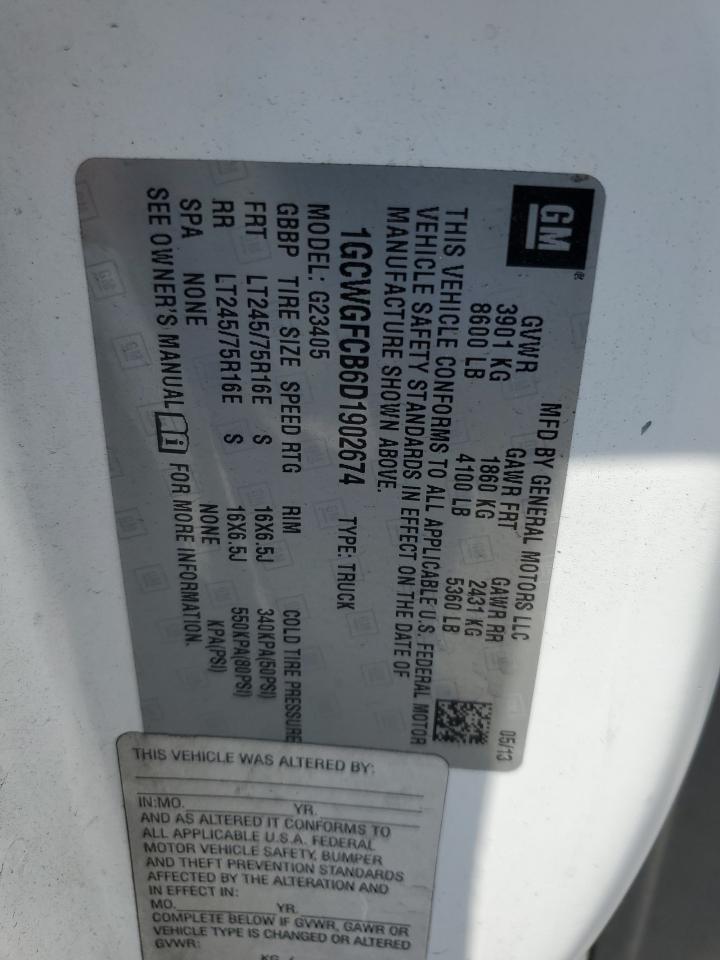 GM
MFD BY GENERAL MOTORS LLC 05/13
GVWR GAWR FRT GAWR RR
3901 KG 1860 KG 2431 KG
8600 LB 4100 LB 5360 LB
THIS VEHICLE CONFORMS TO ALL APPLICABLE U.S. FEDERAL MOTOR
VEHICLE SAFETY STANDARDS IN EFFECT ON THE DATE OF
MANUFACTURE SHOWN ABOVE.
1GCWGFCB6D1902674 TYPE: TRUCK
MODEL: G23405
GBBP TIRE SIZE SPEED RTG RIM COLD TIRE PRESSURE
FRT LT245/75R16E S 16X6.5J 340KPA(50PSI)
RR LT245/75R16E S 16X6.5J 550KPA(80PSI)
SPA NONE NONE KPA(PSI)
SEE OWNER'S MANUAL FOR MORE INFORMATION.
THIS VEHICLE WAS ALTERED BY:
IN:MO. YR.
AND AS ALTERED IT CONFORMS TO
ALL APPLICABLE U.S.A. FEDERAL
MOTOR VEHICLE SAFETY, BUMPER
AND THEFT PREVENTION STANDARDS
AFFECTED BY THE ALTERATION AND
IN EFFECT IN:
MO. YR.
COMPLETE BELOW IF GVWR, GAWR OR
VEHICLE TYPE IS CHANGED OR ALTERED
GVWR:
KG